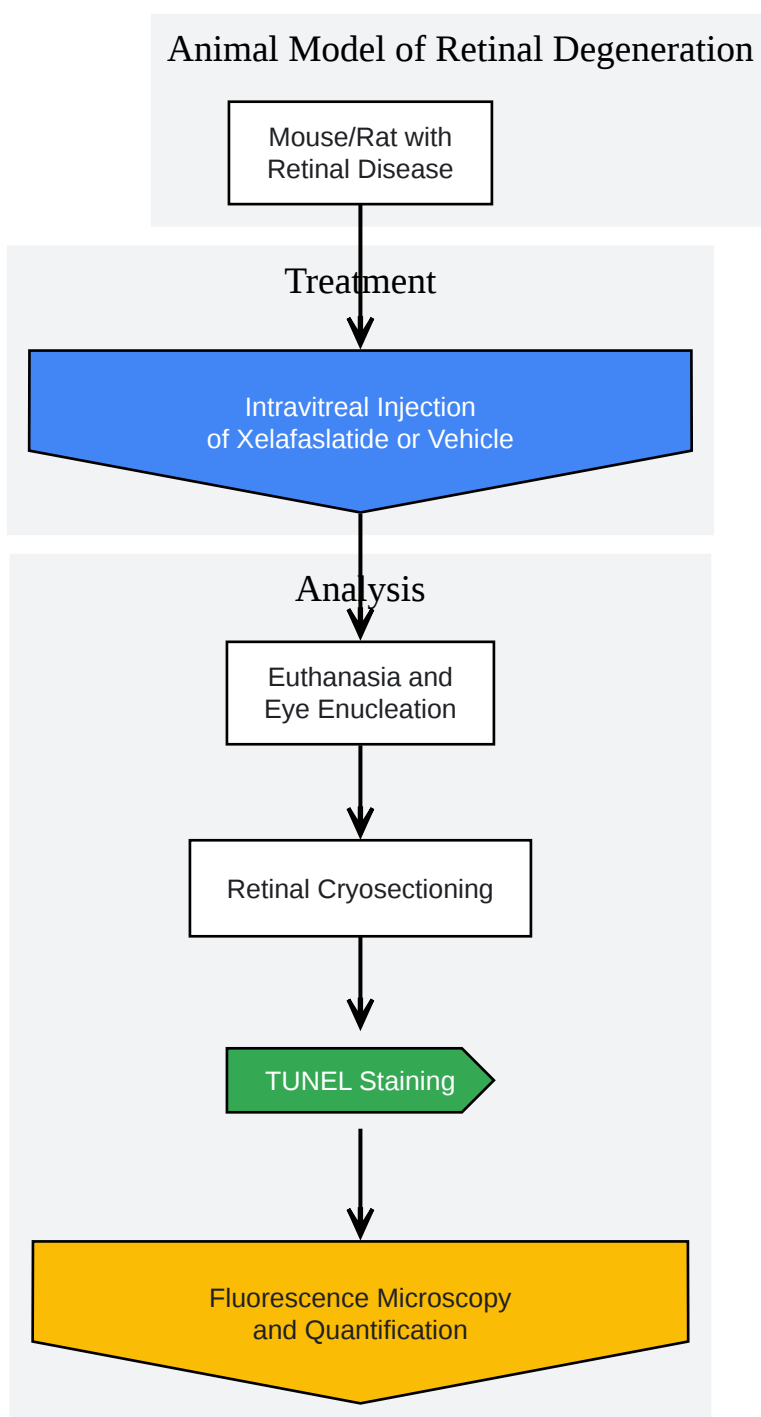 Animal Model of Retinal Degeneration
Mouse/Rat with
Retinal Disease
Treatment
Intravitreal Injection
of Xelafaslatide or Vehicle
Analysis
Euthanasia and
Eye Enucleation
Retinal Cryosectioning
TUNEL Staining
Fluorescence Microscopy
and Quantification